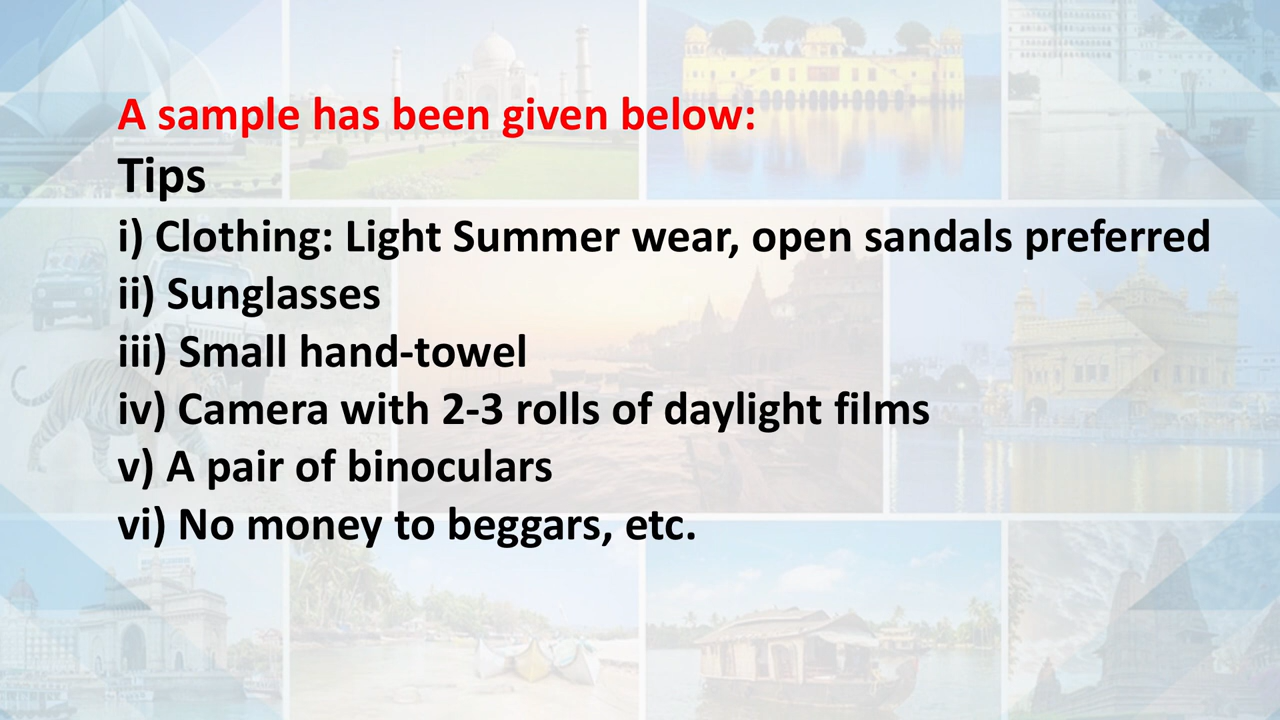 A sample has been given below:
Tips
i) Clothing: Light Summer wear, open sandals preferred
ii) Sunglasses
iii) Small hand-towel
iv) Camera with 2-3 rolls of daylight films
v) A pair of binoculars
vi) No money to beggars, etc.